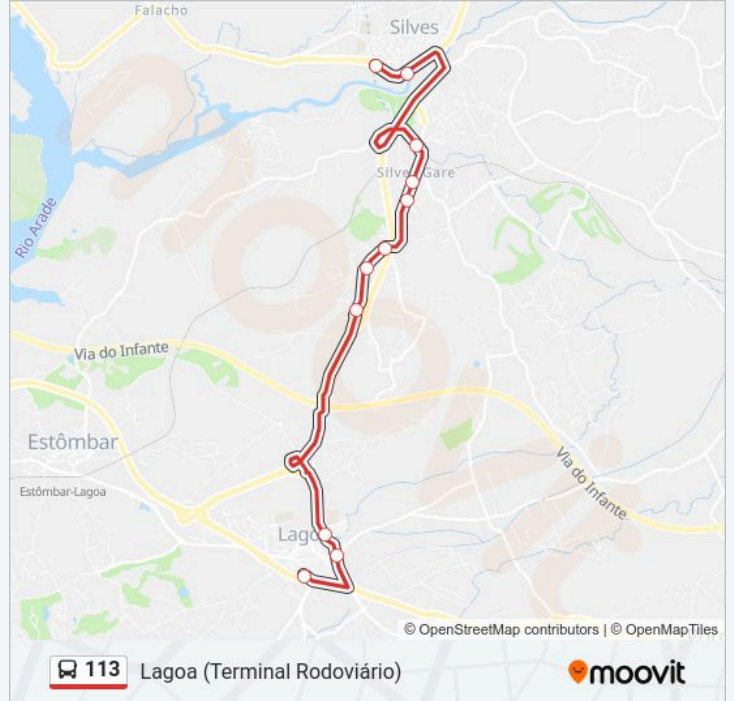 Falacho
Silves
Silves Gare
Rio Arade
Via do Infante
Estômbar
Via do Infante
Estômbar-Lagoa
Lago
© OpenStreetMap contributors | © OpenMapTiles
113 Lagoa (Terminal Rodoviário)
moovit